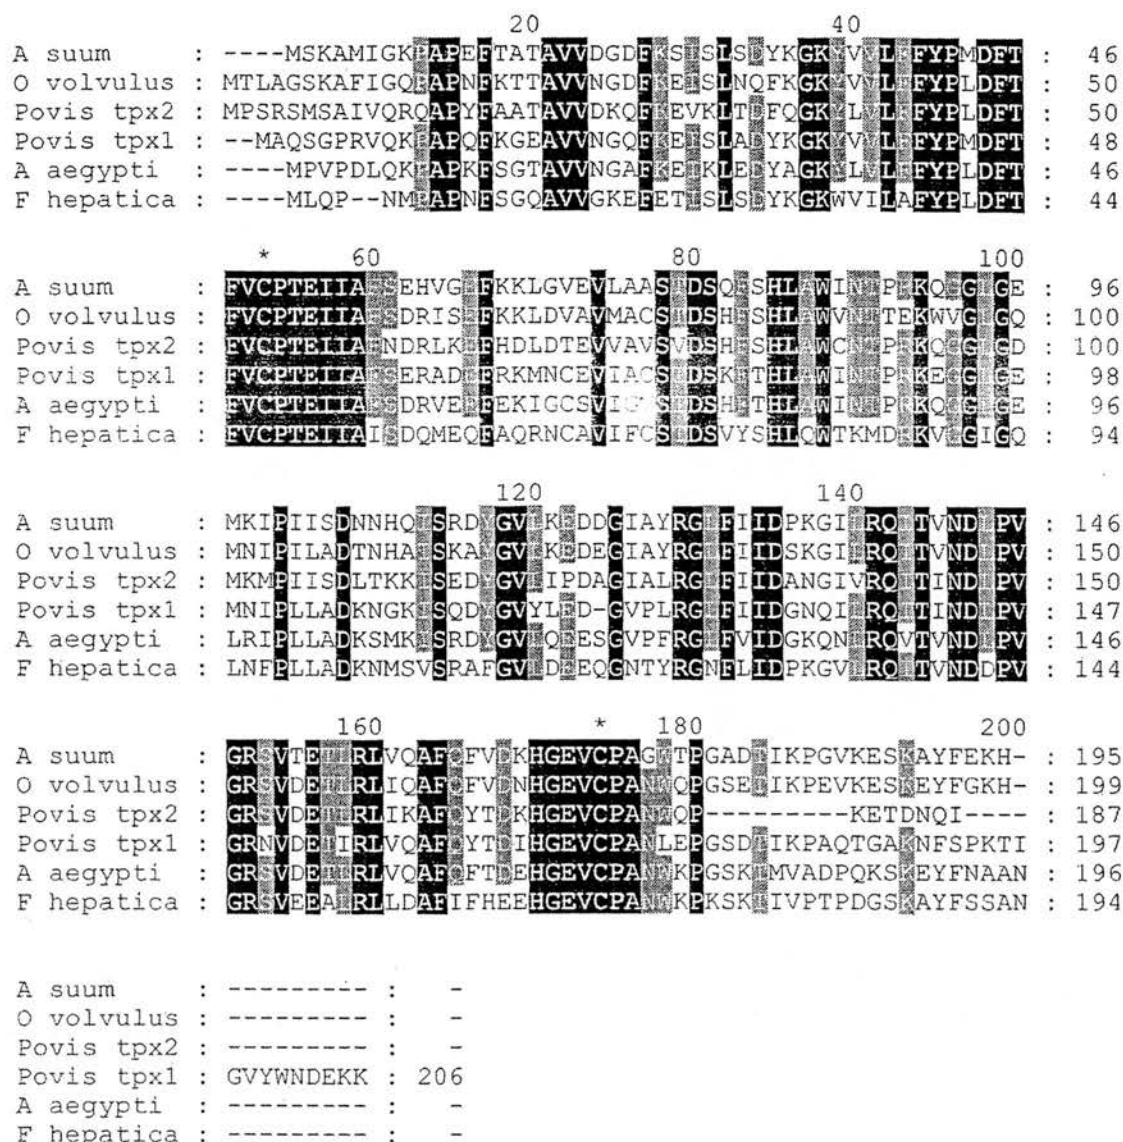 20 40
A suum : ----MSKAMIGKPAPEFTATAVVDGDFKSISLSDYKGKYVVLFFYPMDFT : 46
O volvulus : MTLAGSKAFIGQPAPNFKTTAVVNGDFKEISLNQFKGKYVVLLFYPLDFT : 50
Povis tpx2 : MPSRSMSAIVQRQAPYFAATAVVDKQFKEVKLTDFQGKYLVLFFYPLDFT : 50
Povis tpx1 : --MAQSGPRVQKPAPQFKGEAVVNGQFKEISLADYKGKYVVLFFYPMDFT : 48
A aegypti : ----MPVPDLQKPAPKFSGTAVVNGAFKEIKLEDYAGKYLVLFFYPLDFT : 46
F hepatica : ----MLQP--NMPAPNFSGQAVVGKEFETISLSDYKGKWVILAFYPLDFT : 44
* 60 80 100
A suum : FVCPTEIIAFSEHVGEFKKLGVEVLAASTDSQFSHLAWINTPRKQGGLGE : 96
O volvulus : FVCPTEIIAFSDRISEFKKLDVAVMACSTDSHFSHLAWVNTTEKWVGLGQ : 100
Povis tpx2 : FVCPTEIIAFNDRLKEFHDLDTEVVAVSVDSHFSHLAWCNTPRKQGGLGD : 100
Povis tpx1 : FVCPTEIIAFSERADEFRKMNCEVIACSTDSKFTHLAWINTPRKEGGLGE : 98
A aegypti : FVCPTEIIAFSDRVEEFEKIGCSVIGCSTDSHFTHLAWINTPRKQGGLGE : 96
F hepatica : FVCPTEIIAISDQMEQFAQRNCAVIFCSTDSVYSHLQWTKMDRKVGGIGQ : 94
120 140
A suum : MKIPIISDNNHQISRDYGVLKEDDGIAYRGLFIIDPKGILRQITVNDLPV : 146
O volvulus : MNIPILADTNHAISKAYGVLKEDEGIAYRGLFIIDSKGILRQITVNDLPV : 150
Povis tpx2 : MKMPIISDLTKKISEDYGVLIPDAGIALRGLFIIDANGIVRQITINDLPV : 150
Povis tpx1 : MNIPLLADKNGKISQDYGVYLED-GVPLRGLFIIDGNQILRQITINDLPV : 147
A aegypti : LRIPLLADKSMKISRDYGVLQEESGVPFRGLFVIDGKQNLRQVTVNDLPV : 146
F hepatica : LNFPLLADKNMSVSRAFGVLDEEQGNTYRGNFLIDPKGVLRQITVNDDPV : 144
160 * 180 200
A suum : GRSVTETLRLVQAFQFVDKHGEVCPAGWTPGADTIKPGVKESKAYFEKH- : 195
O volvulus : GRSVDETLRLIQAFQFVDNHGEVCPANWQPGSETIKPEVKESKEYFGKH- : 199
Povis tpx2 : GRSVDETLRLIKAFQYTDKHGEVCPANWQP---------KETDNQI---- : 187
Povis tpx1 : GRNVDETIRLVQAFQYTDIHGEVCPANLEPGSDTIKPAQTGAKNFSPKTI : 197
A aegypti : GRSVDETLRLVQAFQFTDEHGEVCPANWKPGSKTMVADPQKSKEYFNAAN : 196
F hepatica : GRSVEEALRLLDAFIFHEEHGEVCPANWKPKSKTIVPTPDGSKAYFSSAN : 194
A suum : --------- : -
O volvulus : --------- : -
Povis tpx2 : --------- : -
Povis tpx1 : GVYWNDEKK : 206
A aegypti : --------- : -
F hepatica : --------- : -